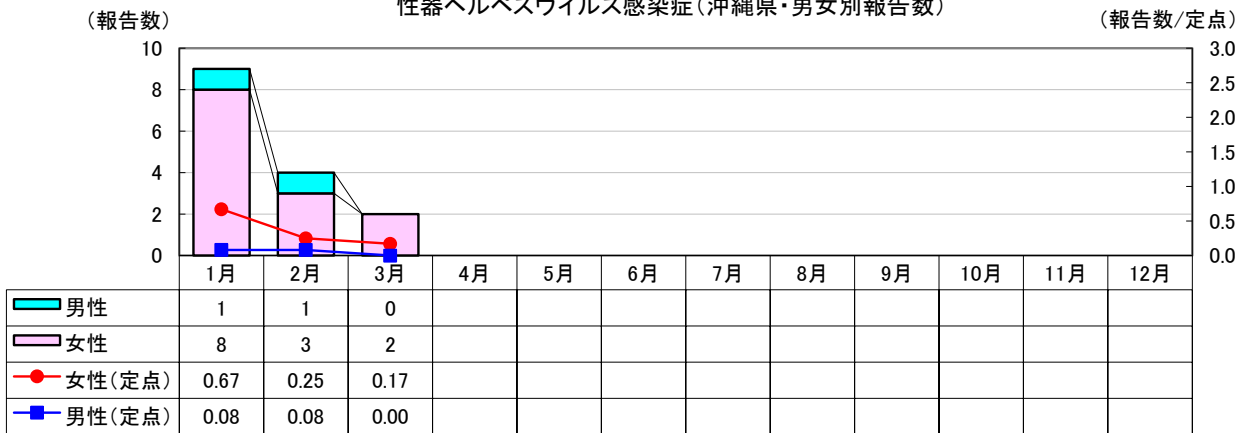 性器ヘルペスウイルス感染症(沖縄県・男女別報告数)
(報告数) (報告数/定点)
10 3.0
8 2.5
6 2.0
4 1.5
2 1.0
0 0.5
0.0
1月 2月 3月 4月 5月 6月 7月 8月 9月 10月 11月 12月
男性 1 1 0
女性 8 3 2
女性(定点) 0.67 0.25 0.17
男性(定点) 0.08 0.08 0.00